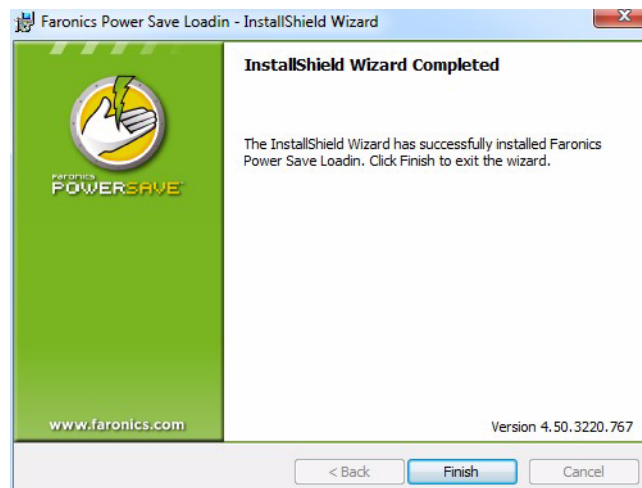 Faronics Power Save Loadin - InstallShield Wizard
InstallShield Wizard Completed
The InstallShield Wizard has successfully installed Faronics
Power Save Loadin. Click Finish to exit the wizard.
Faronics
POWERSAVE
www.faronics.com
Version 4.50.3220.767
< Back
Finish
Cancel